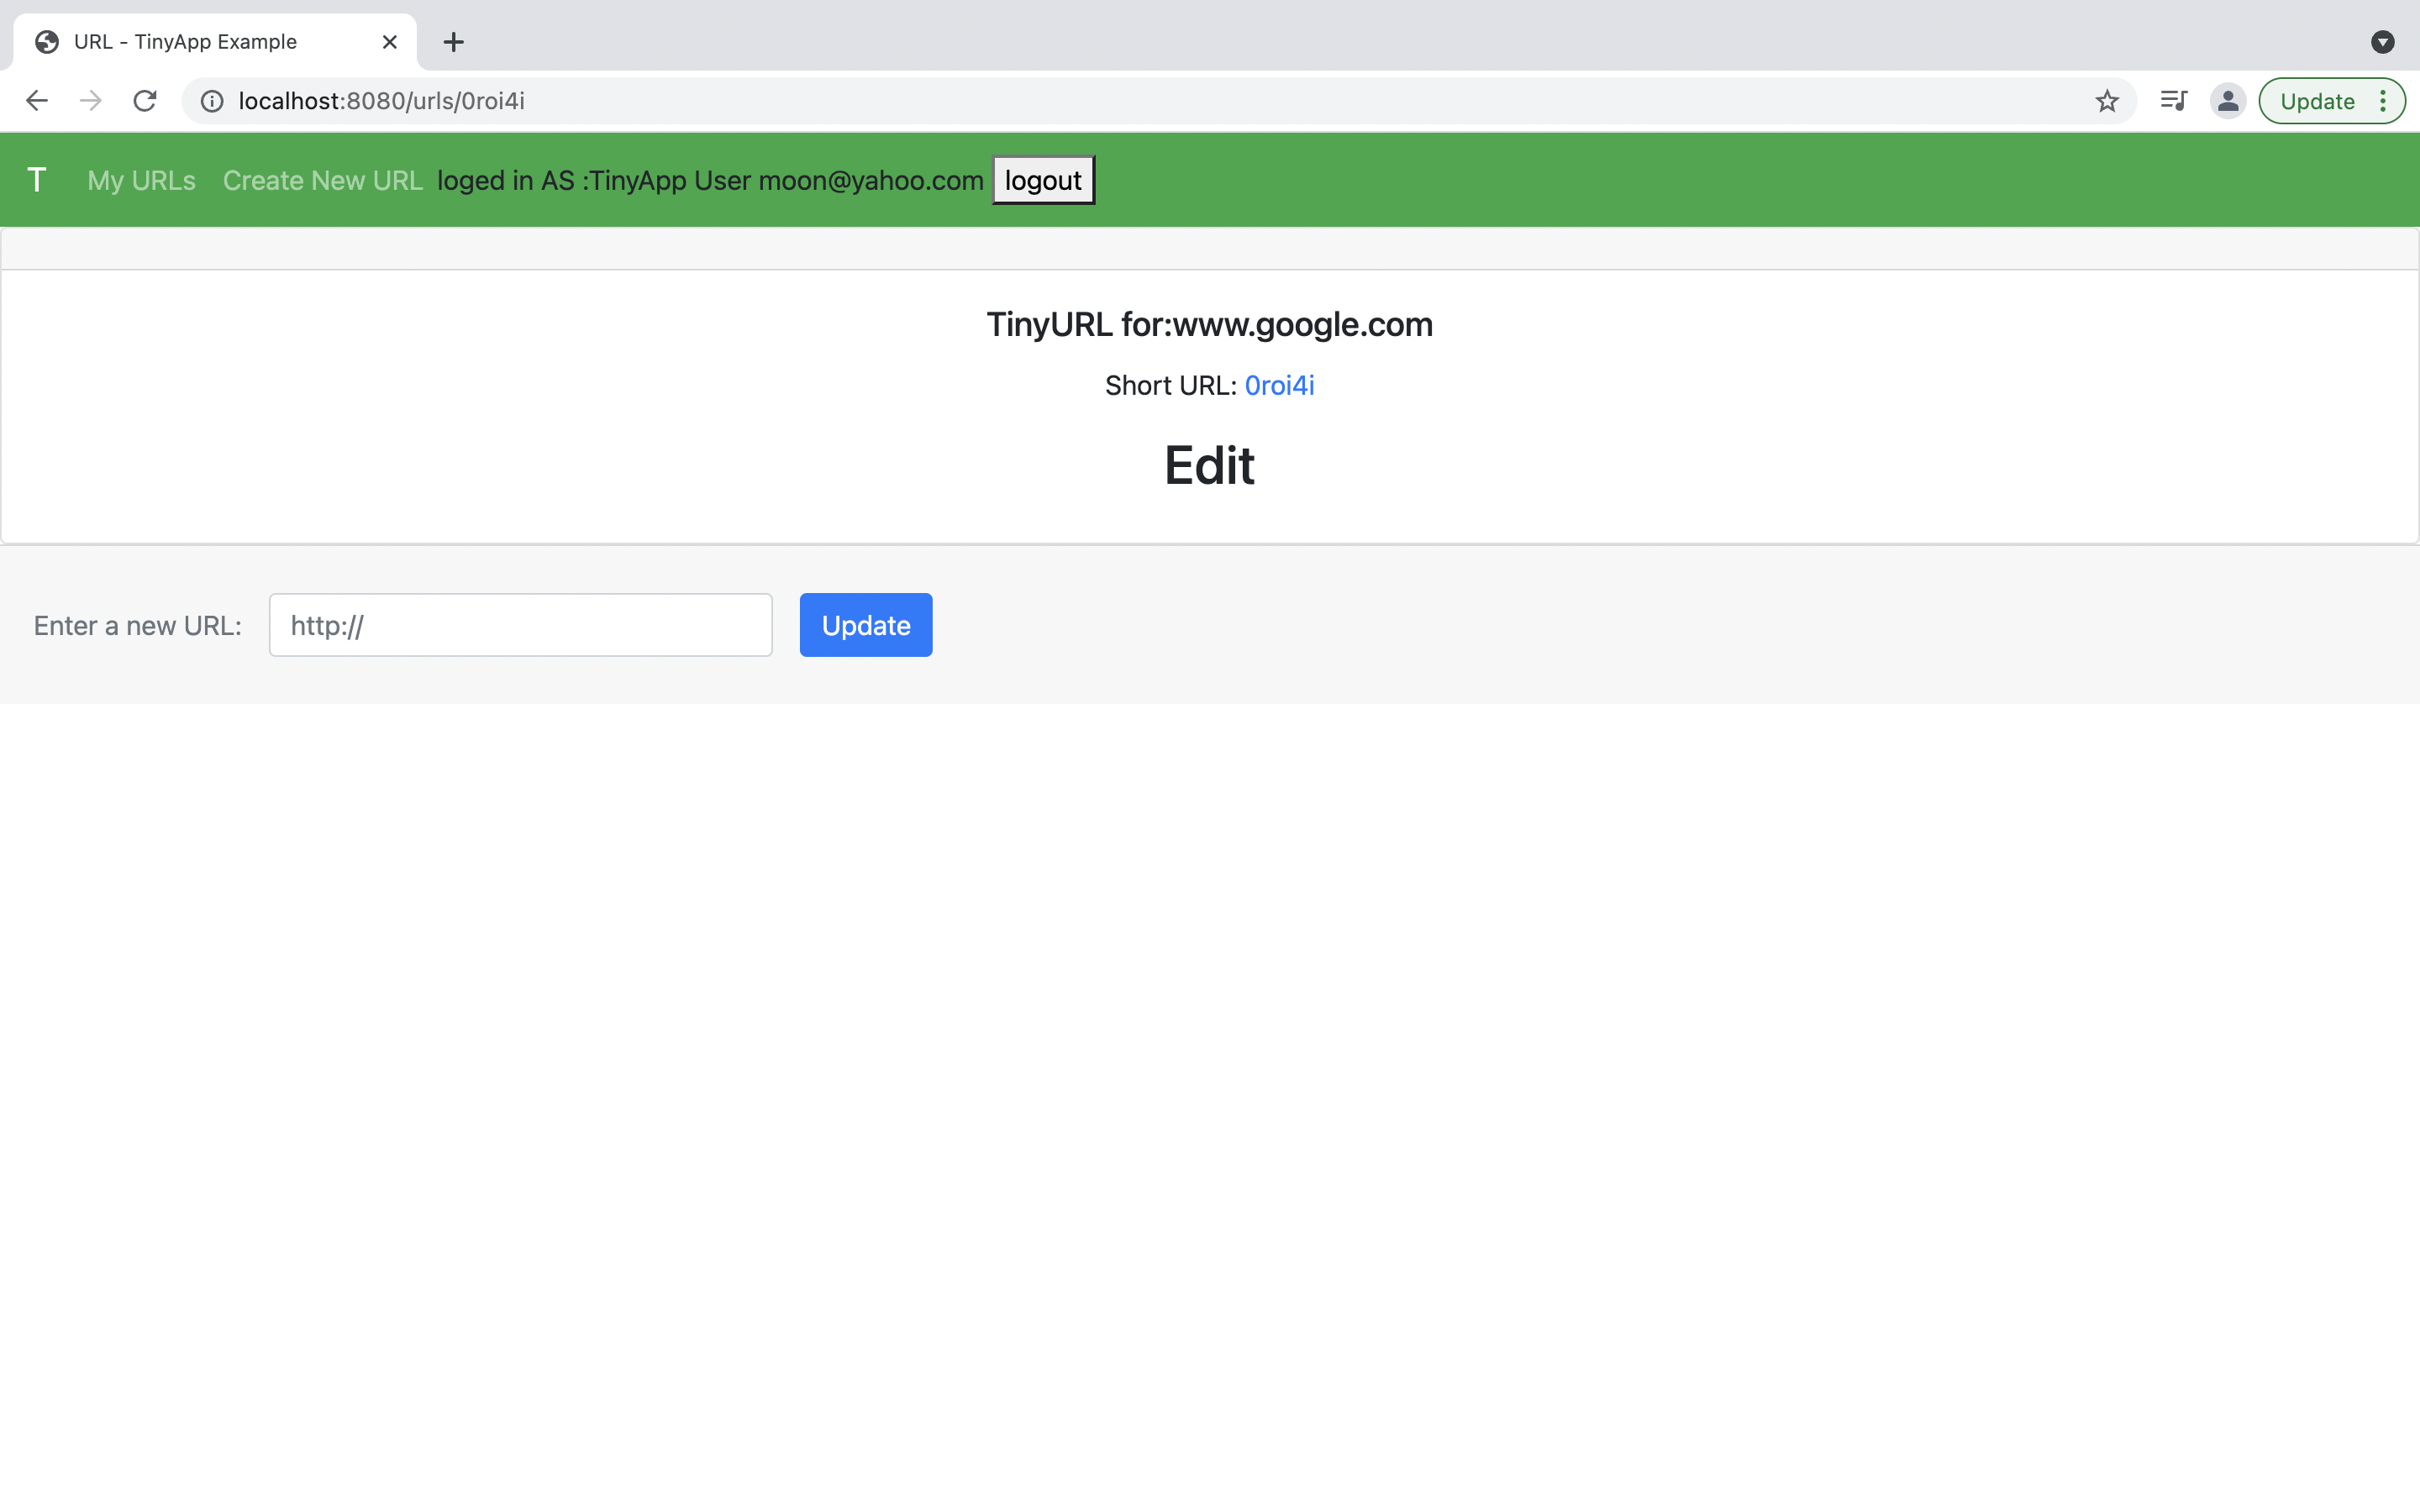 URL - TinyApp Example
localhost:8080/urls/0roi4i
Update
T My URLs Create New URL loged in AS :TinyApp User moon@yahoo.com logout
TinyURL for:www.google.com
Short URL: 0roi4i
Edit
Enter a new URL: http:// Update